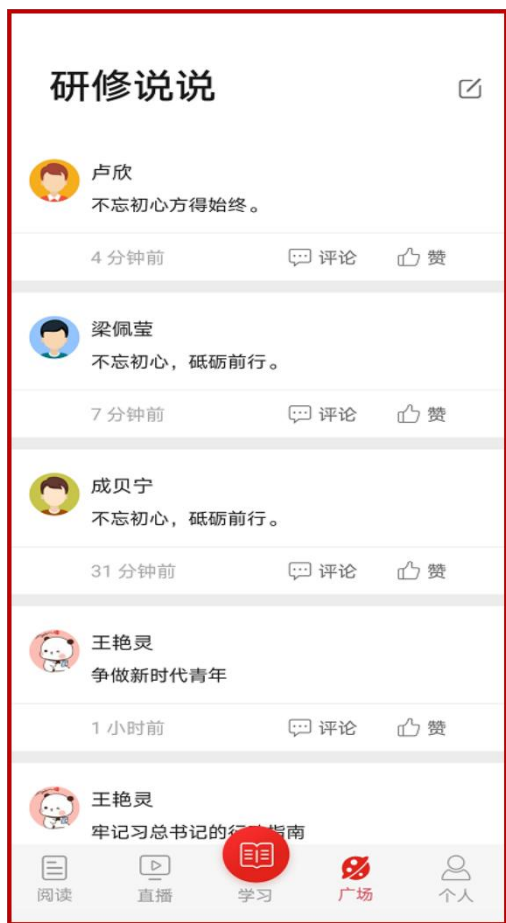 研修说说
卢欣
不忘初心方得始终。
4 分钟前 评论 赞
梁佩莹
不忘初心，砥砺前行。
7 分钟前 评论 赞
成贝宁
不忘初心，砥砺前行。
31 分钟前 评论 赞
王艳灵
争做新时代青年
1 小时前 评论 赞
王艳灵
牢记习总书记的行动指南
阅读 直播 学习 广场 个人